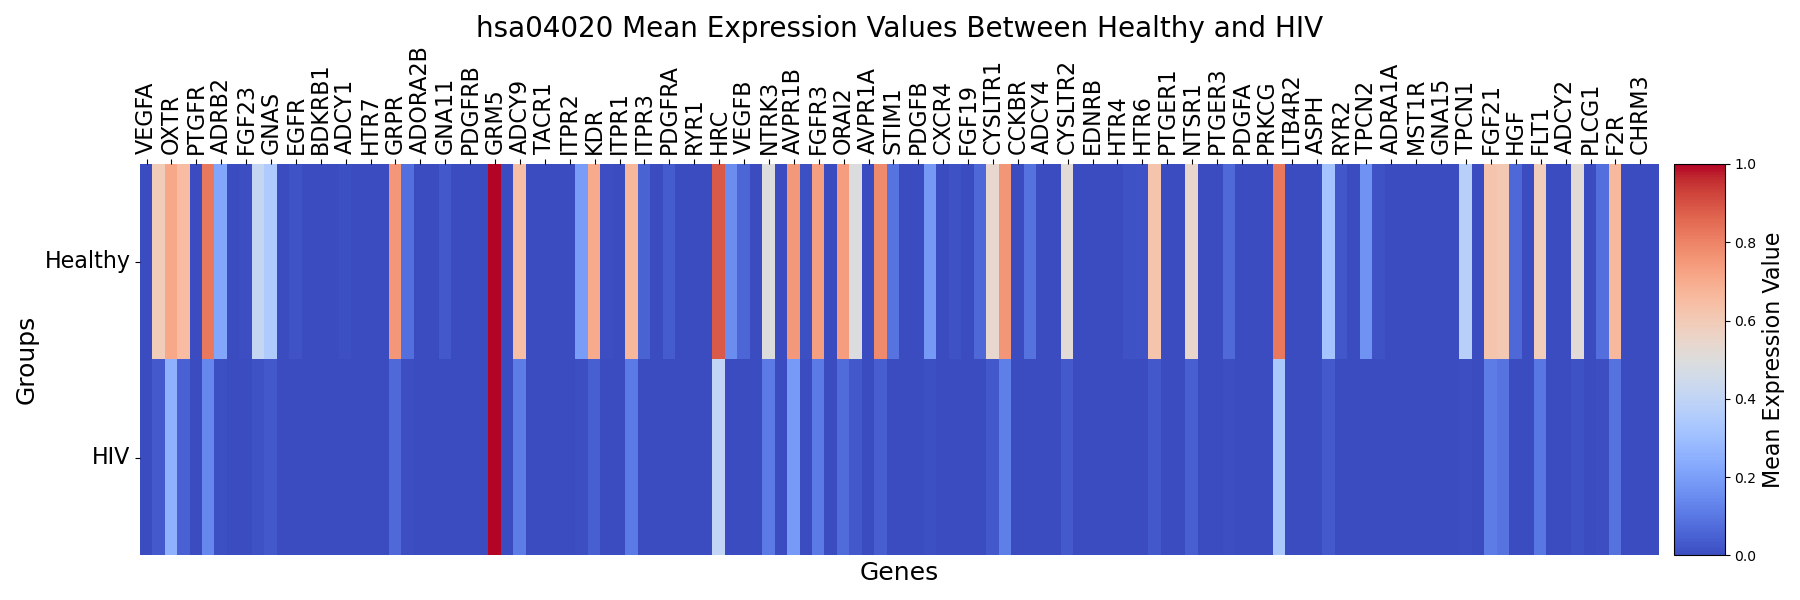 hsa04020 Mean Expression Values Between Healthy and HIV
VEGFA
OXTR
PTGFR
ADRB2
FGF23
GNAS
EGFR
BDKRB1
ADCY1
HTR7
GRPR
ADORA2B
GNA11
PDGFRB
GRM5
ADCY9
TACR1
ITPR2
KDR
ITPR1
ITPR3
PDGFRA
RYR1
HRC
VEGFB
NTRK3
AVPR1B
FGFR3
ORAI2
AVPR1A
STIM1
PDGFB
CXCR4
FGF19
CYSLTR1
CCKBR
ADCY4
CYSLTR2
EDNRB
HTR4
HTR6
PTGER1
NTSR1
PTGER3
PDGFA
PRKCG
LTB4R2
ASPH
RYR2
TPCN2
ADRA1A
MST1R
GNA15
TPCN1
FGF21
HGF
FLT1
ADCY2
PLCG1
F2R
CHRM3
Groups
Healthy
HIV
Genes
1.0
0.8
0.6
0.4
0.2
0.0
Mean Expression Value